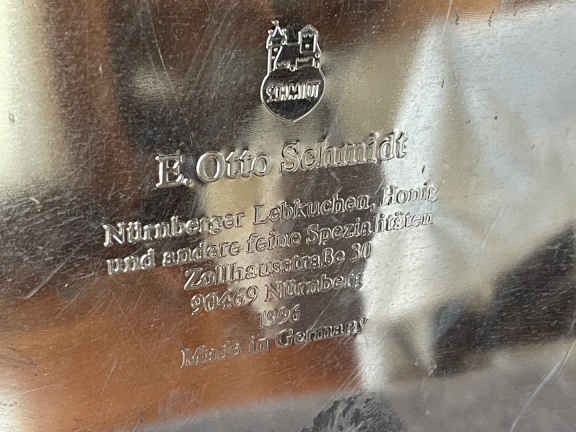 SCHMIDT
E. Otto Schmidt
Nürnberger Lebkuchen, Honig
und andere feine Spezialitäten
Zollhausstraße 30
90469 Nürnberg
1996
Made in Germany